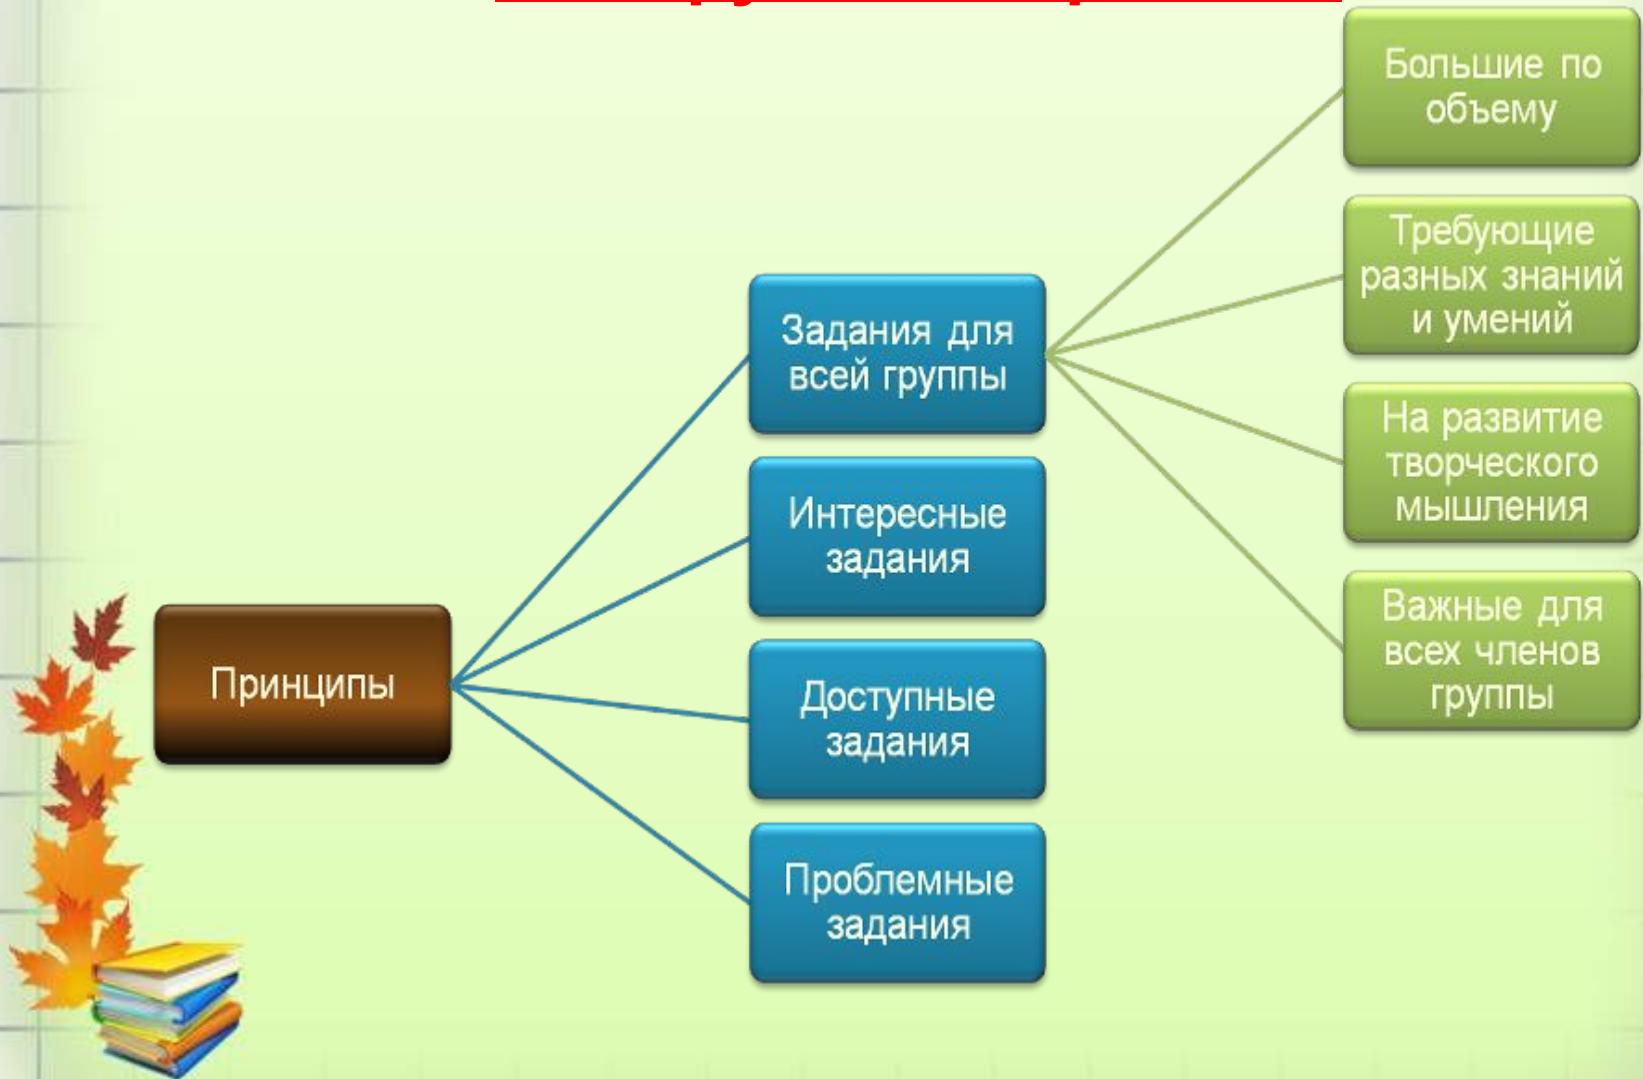 Принципы
Задания для
всей группы
Интересные
задания
Доступные
задания
Проблемные
задания
Большие по
объему
Требующие
разных знаний
и умений
На развитие
творческого
мышления
Важные для
всех членов
группы